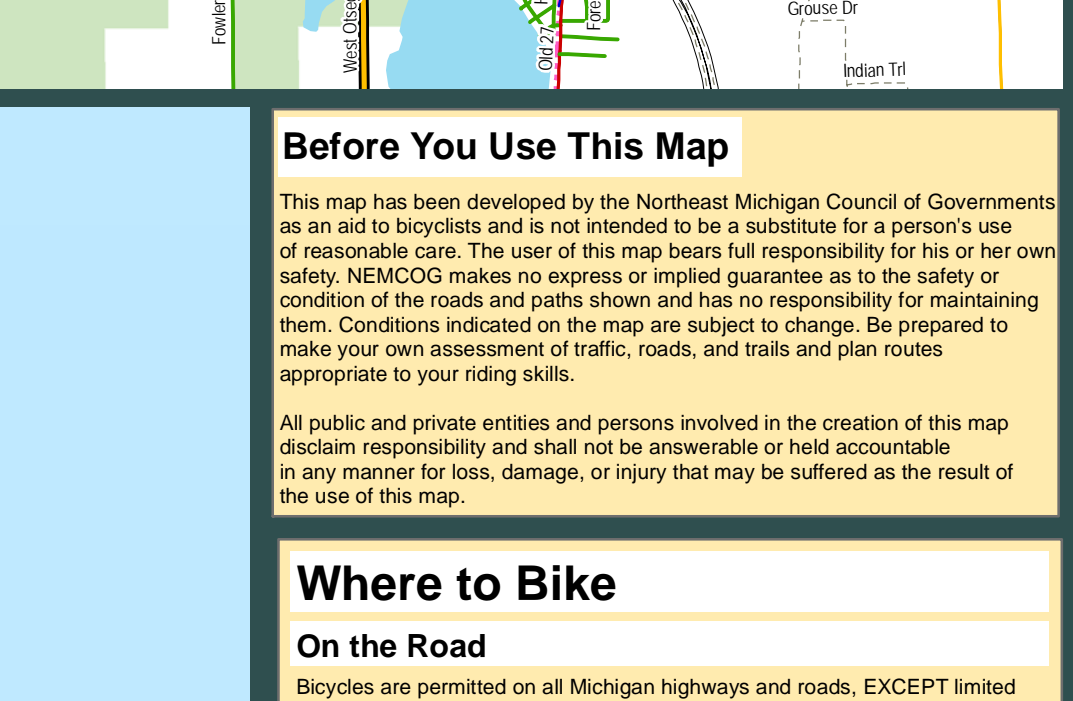 Grouse Dr
Fowler
West Otse
Old 27
Fore
Indian Trl
Before You Use This Map
This map has been developed by the Northeast Michigan Council of Governments
as an aid to bicyclists and is not intended to be a substitute for a person's use
of reasonable care. The user of this map bears full responsibility for his or her own
safety. NEMCOG makes no express or implied guarantee as to the safety or
condition of the roads and paths shown and has no responsibility for maintaining
them. Conditions indicated on the map are subject to change. Be prepared to
make your own assessment of traffic, roads, and trails and plan routes
appropriate to your riding skills.
All public and private entities and persons involved in the creation of this map
disclaim responsibility and shall not be answerable or held accountable
in any manner for loss, damage, or injury that may be suffered as the result of
the use of this map.
Where to Bike
On the Road
Bicycles are permitted on all Michigan highways and roads, EXCEPT limited